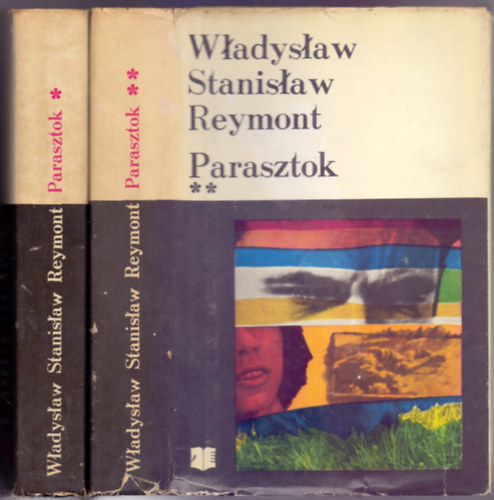 Władysław Stanisław Reymont Parasztok *
Władysław Stanisław Reymont Parasztok **
Władysław
Stanisław
Reymont
Parasztok
**